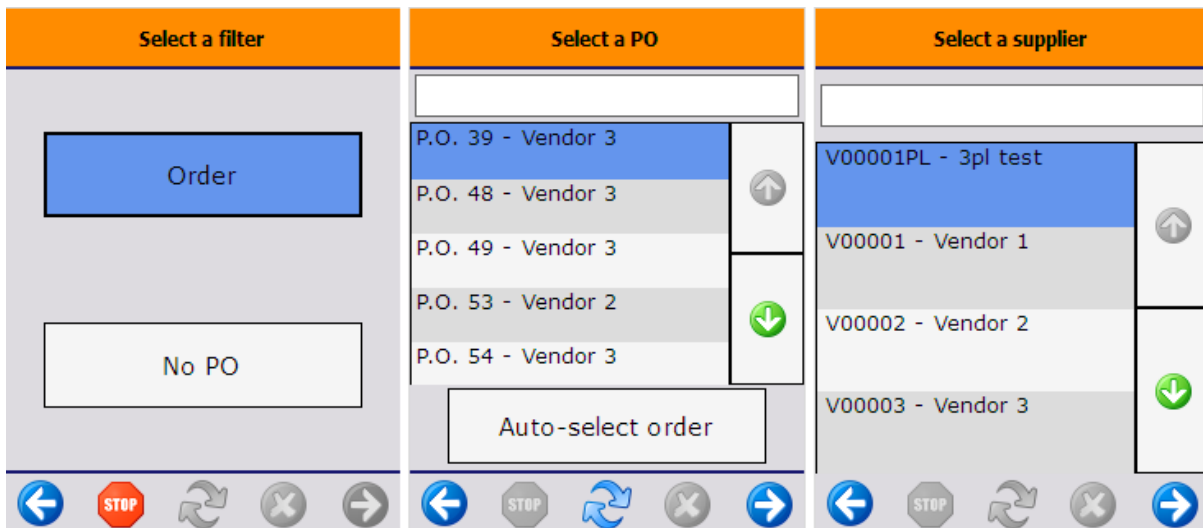 Select a filter
Order
No PO
STOP
Select a PO
P.O. 39 - Vendor 3
P.O. 48 - Vendor 3
P.O. 49 - Vendor 3
P.O. 53 - Vendor 2
P.O. 54 - Vendor 3
Auto-select order
STOP
Select a supplier
V00001PL - 3pl test
V00001 - Vendor 1
V00002 - Vendor 2
V00003 - Vendor 3
STOP